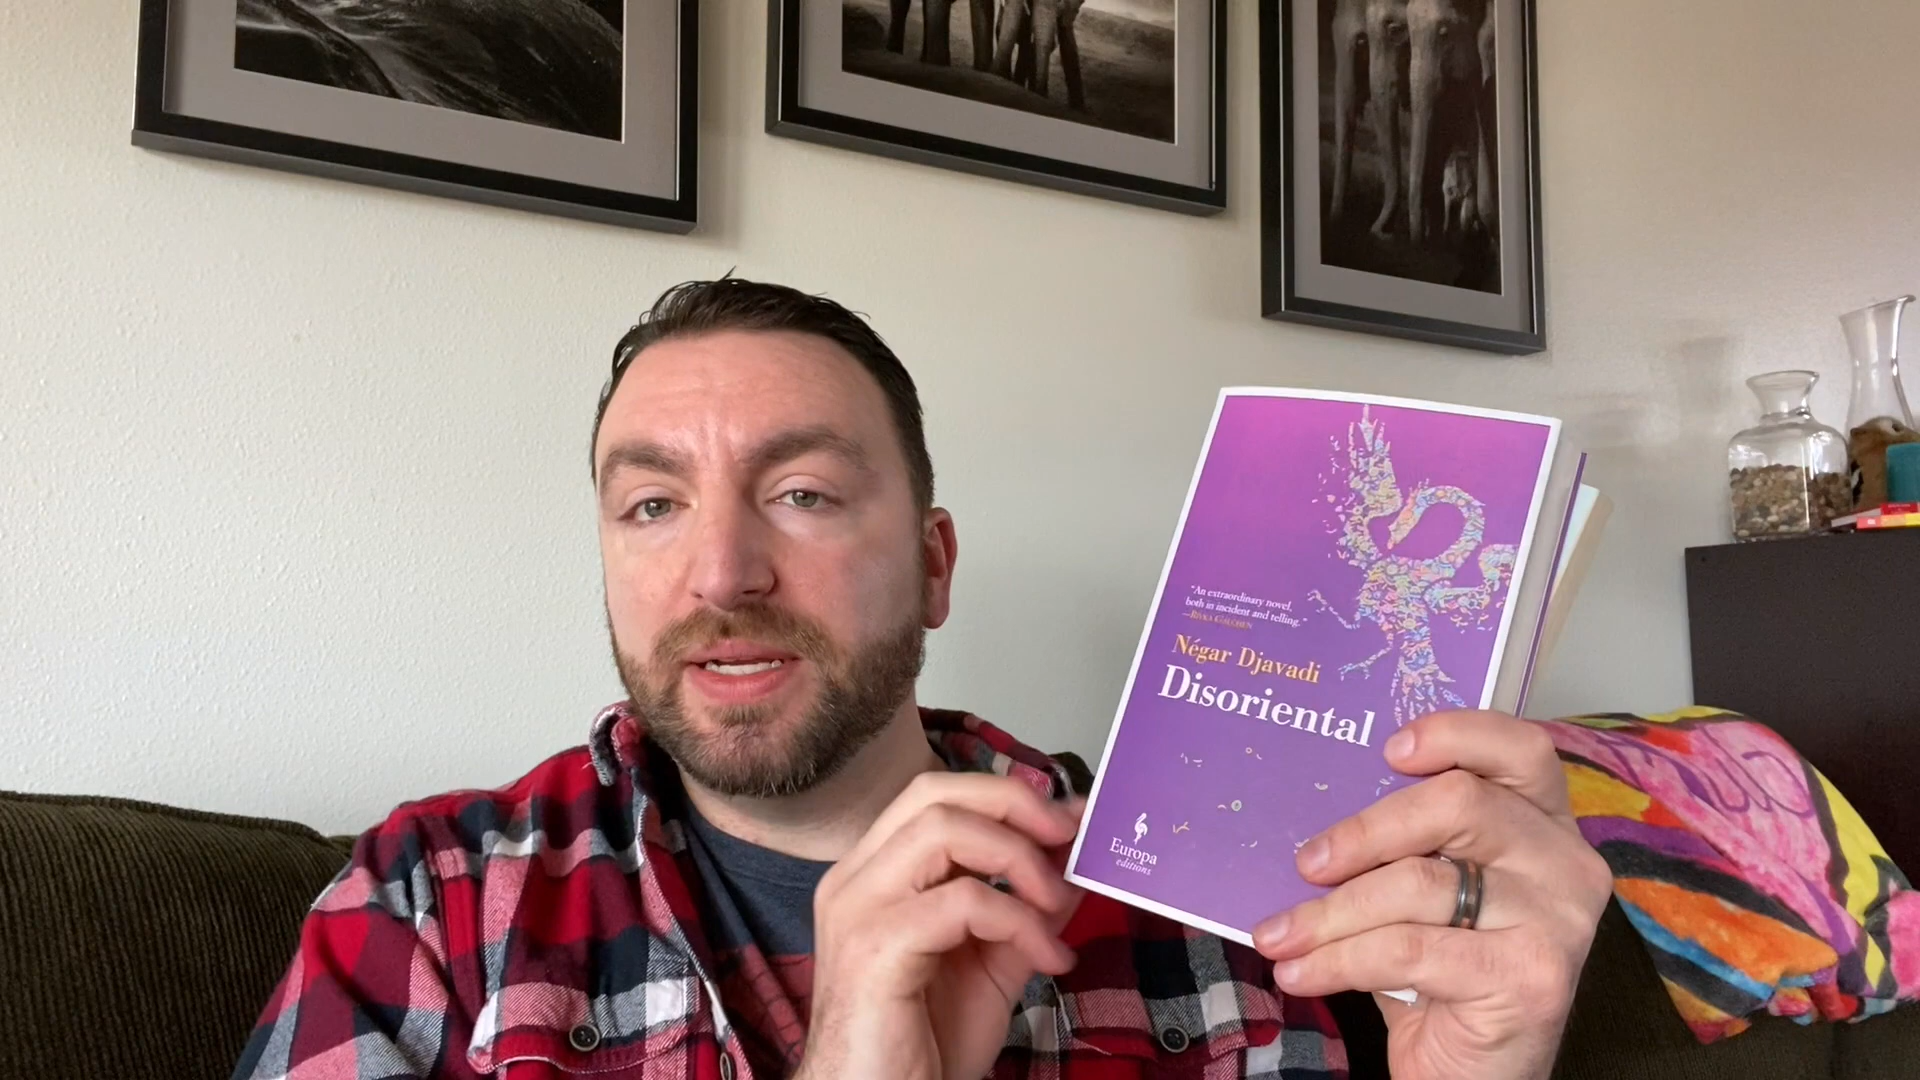 "An extraordinary novel,
both in incident and telling."
—RIVKA GALCHEN
Négar Djavadi
Disoriental
Europa
editions